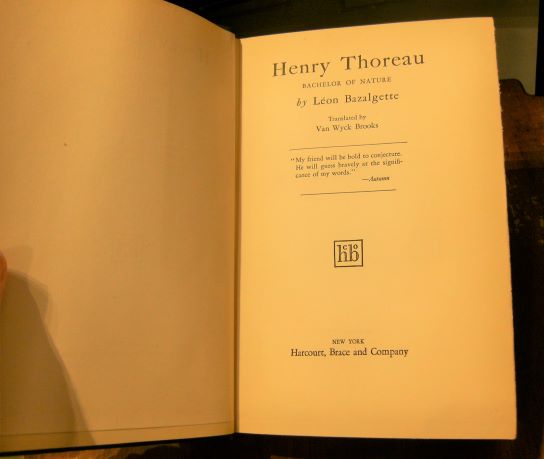 Henry Thoreau
BACHELOR OF NATURE
by Léon Bazalgette
Translated by
Van Wyck Brooks
"My friend will be bold to conjecture.
He will guess bravely at the signifi-
cance of my words."
—Autumn
hcbo
NEW YORK
Harcourt, Brace and Company